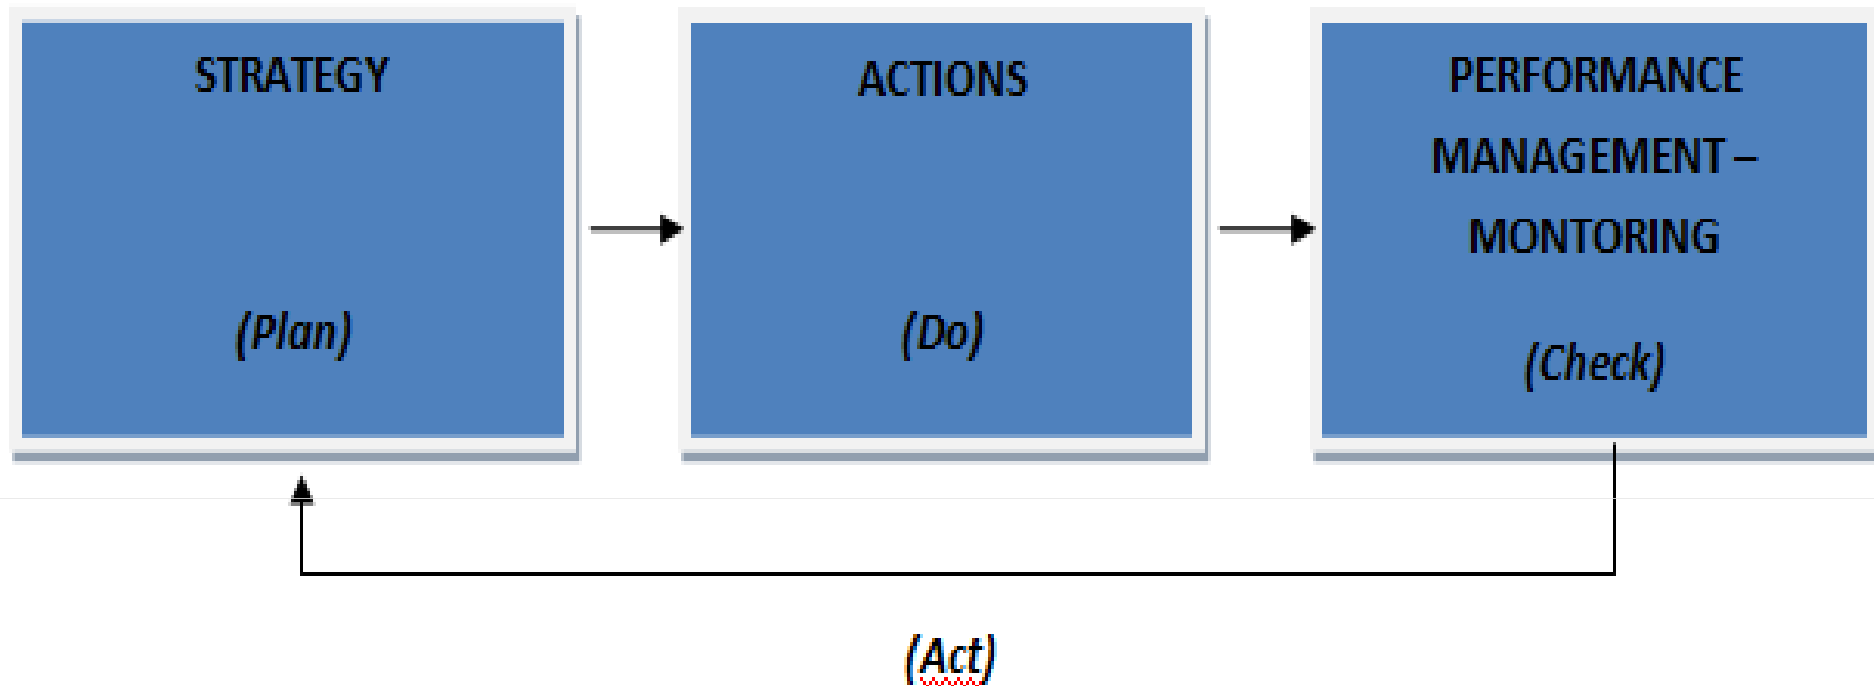 STRATEGY
(Plan)
ACTIONS
(Do)
PERFORMANCE
MANAGEMENT –
MONTORING
(Check)
(Act)